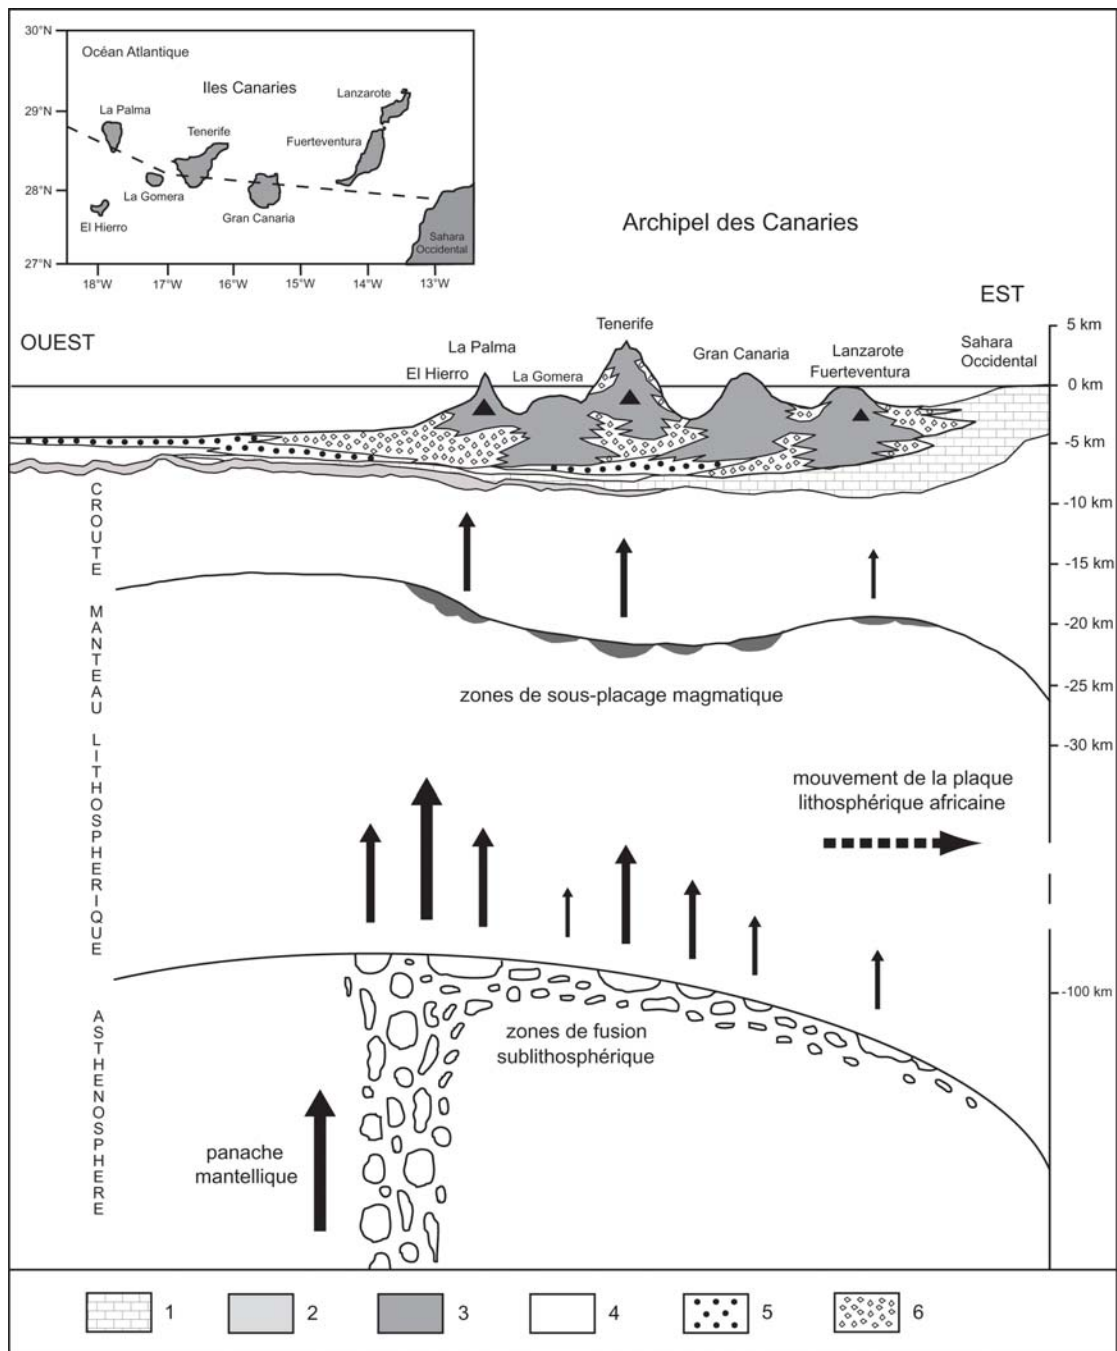 30°N
29°N
28°N
27°N
18°W
17°W
16°W
15°W
14°W
13°W
Océan Atlantique
Iles Canaries
Lanzarote
La Palma
Tenerife
Fuerteventura
La Gomera
El Hierro
Gran Canaria
Sahara
Occidental
Archipel des Canaries
OUEST
EST
La Palma
El Hierro
La Gomera
Tenerife
Gran Canaria
Lanzarote
Fuerteventura
Sahara
Occidental
5 km
0 km
-5 km
-10 km
-15 km
-20 km
-25 km
-30 km
-100 km
CROUTE
MANTEAU LITHOSPHERIQUE
ASTHENOSPHERE
zones de sous-placage magmatique
mouvement de la plaque
lithosphérique africaine
zones de fusion
sublithosphérique
panache
mantellique
1
2
3
4
5
6